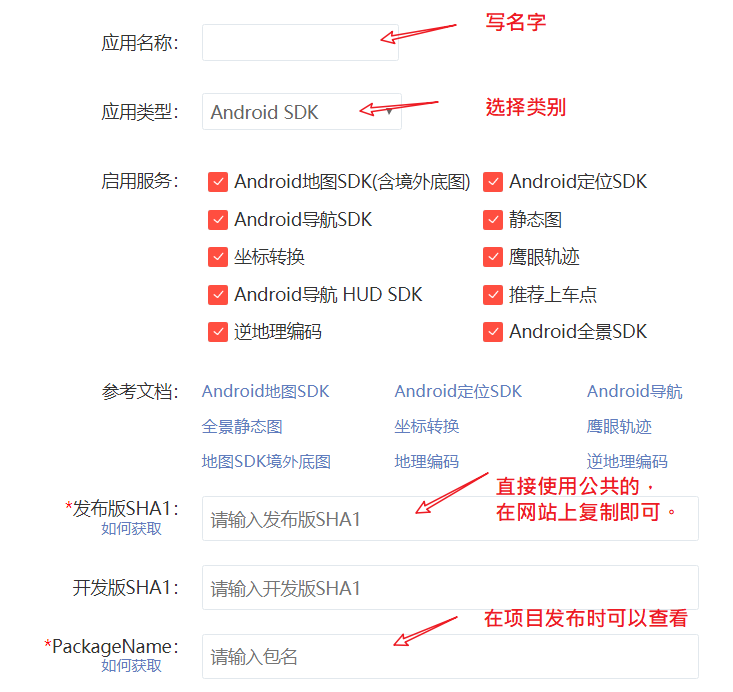 应用名称：
写名字
应用类型：
Android SDK
选择类别
启用服务：
Android地图SDK(含境外底图)
Android定位SDK
Android导航SDK
静态图
坐标转换
鹰眼轨迹
Android导航 HUD SDK
推荐上车点
逆地理编码
Android全景SDK
参考文档：
Android地图SDK
Android定位SDK
Android导航
全景静态图
坐标转换
鹰眼轨迹
地图SDK境外底图
地理编码
逆地理编码
直接使用公共的，
在网站上复制即可。
*发布版SHA1：
如何获取
请输入发布版SHA1
开发版SHA1：
请输入开发版SHA1
在项目发布时可以查看
*PackageName：
如何获取
请输入包名